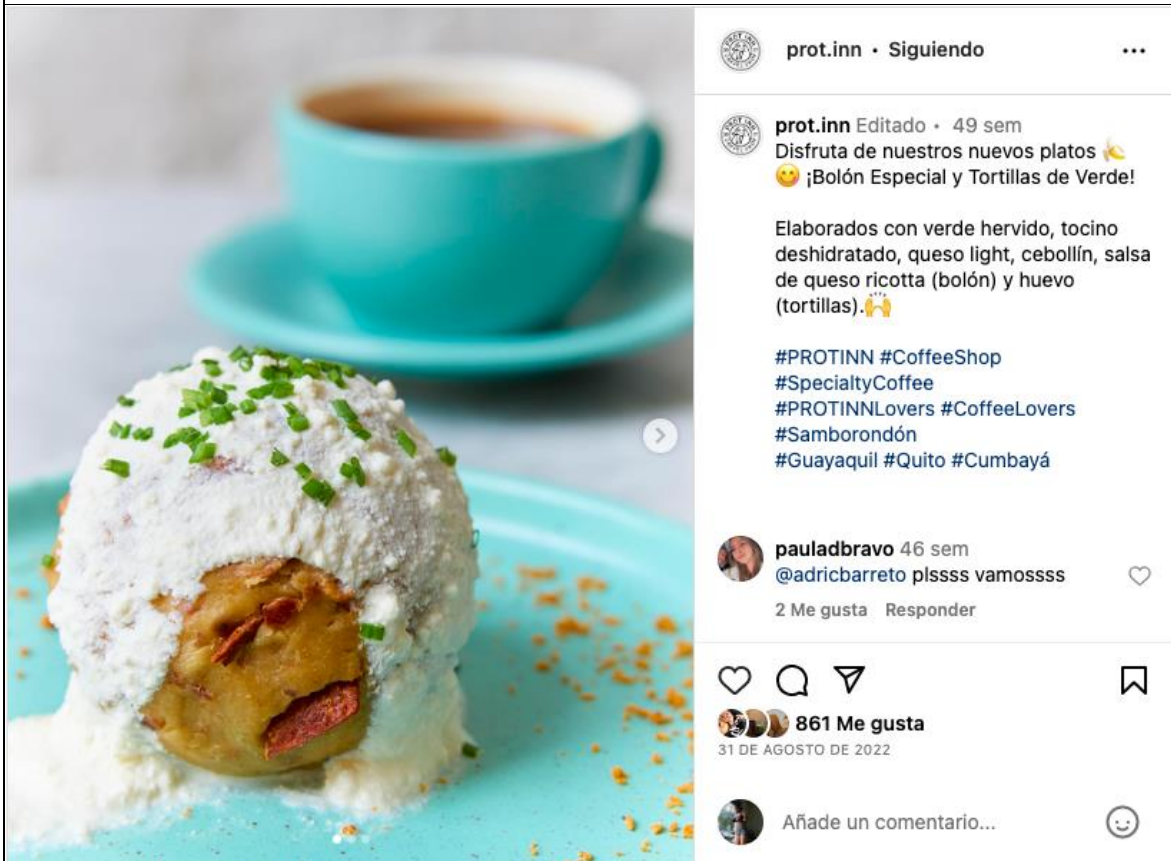 prot.inn • Siguiendo
prot.inn Editado • 49 sem
Disfruta de nuestros nuevos platos 🍌
😋 ¡Bolón Especial y Tortillas de Verde!
Elaborados con verde hervido, tocino
deshidratado, queso light, cebollín, salsa
de queso ricotta (bolón) y huevo
(tortillas).🙌
#PROTINN #CoffeeShop
#SpecialtyCoffee
#PROTINNLovers #CoffeeLovers
#Samborondón
#Guayaquil #Quito #Cumbayá
pauladbravo 46 sem
@adricbarreto plssss vamossss
2 Me gusta Responder
861 Me gusta
31 DE AGOSTO DE 2022
Añade un comentario...